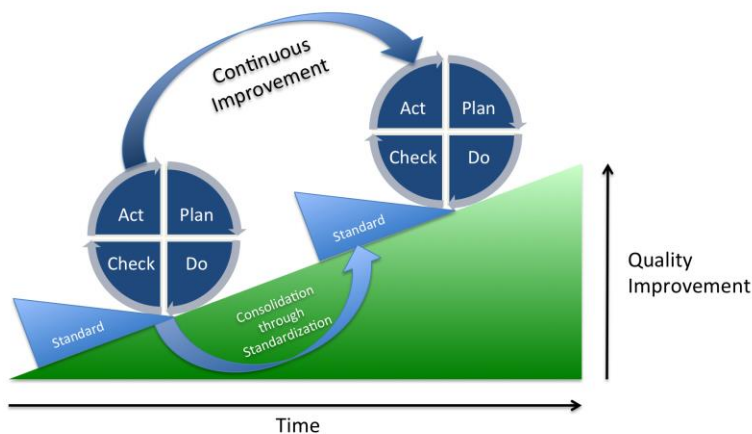 Continuous
Improvement
Act
Plan
Check
Do
Act
Plan
Check
Do
Standard
Standard
Consolidation
through
Standardization
Quality
Improvement
Time